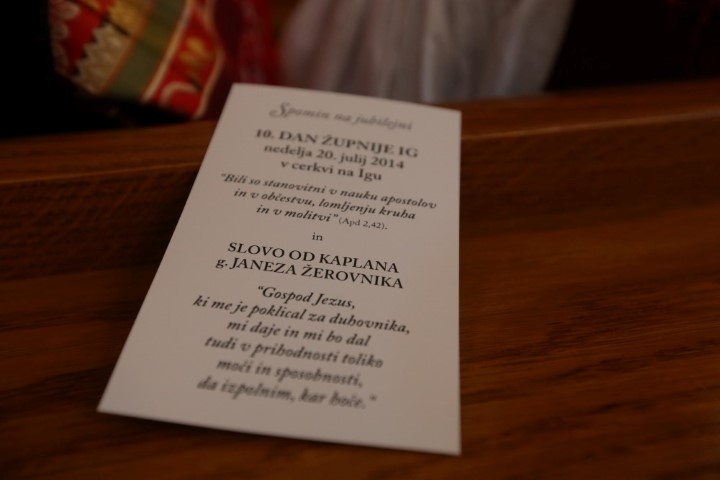 Spomin na jubilejni
10. DAN ŽUPNIJE IG
nedelja 20. julij 2014
v cerkvi na Igu
"Bili so stanovitni v nauku apostolov
in v občestvu, lomljenju kruha
in v molitvi" (Apd 2,42).
in
SLOVO OD KAPLANA
g. JANEZA ŽEROVNIKA
"Gospod Jezus,
ki me je poklical za duhovnika,
mi daje in mi bo dal
tudi v prihodnosti toliko
moči in sposobnosti,
da izpolnim, kar hoče."